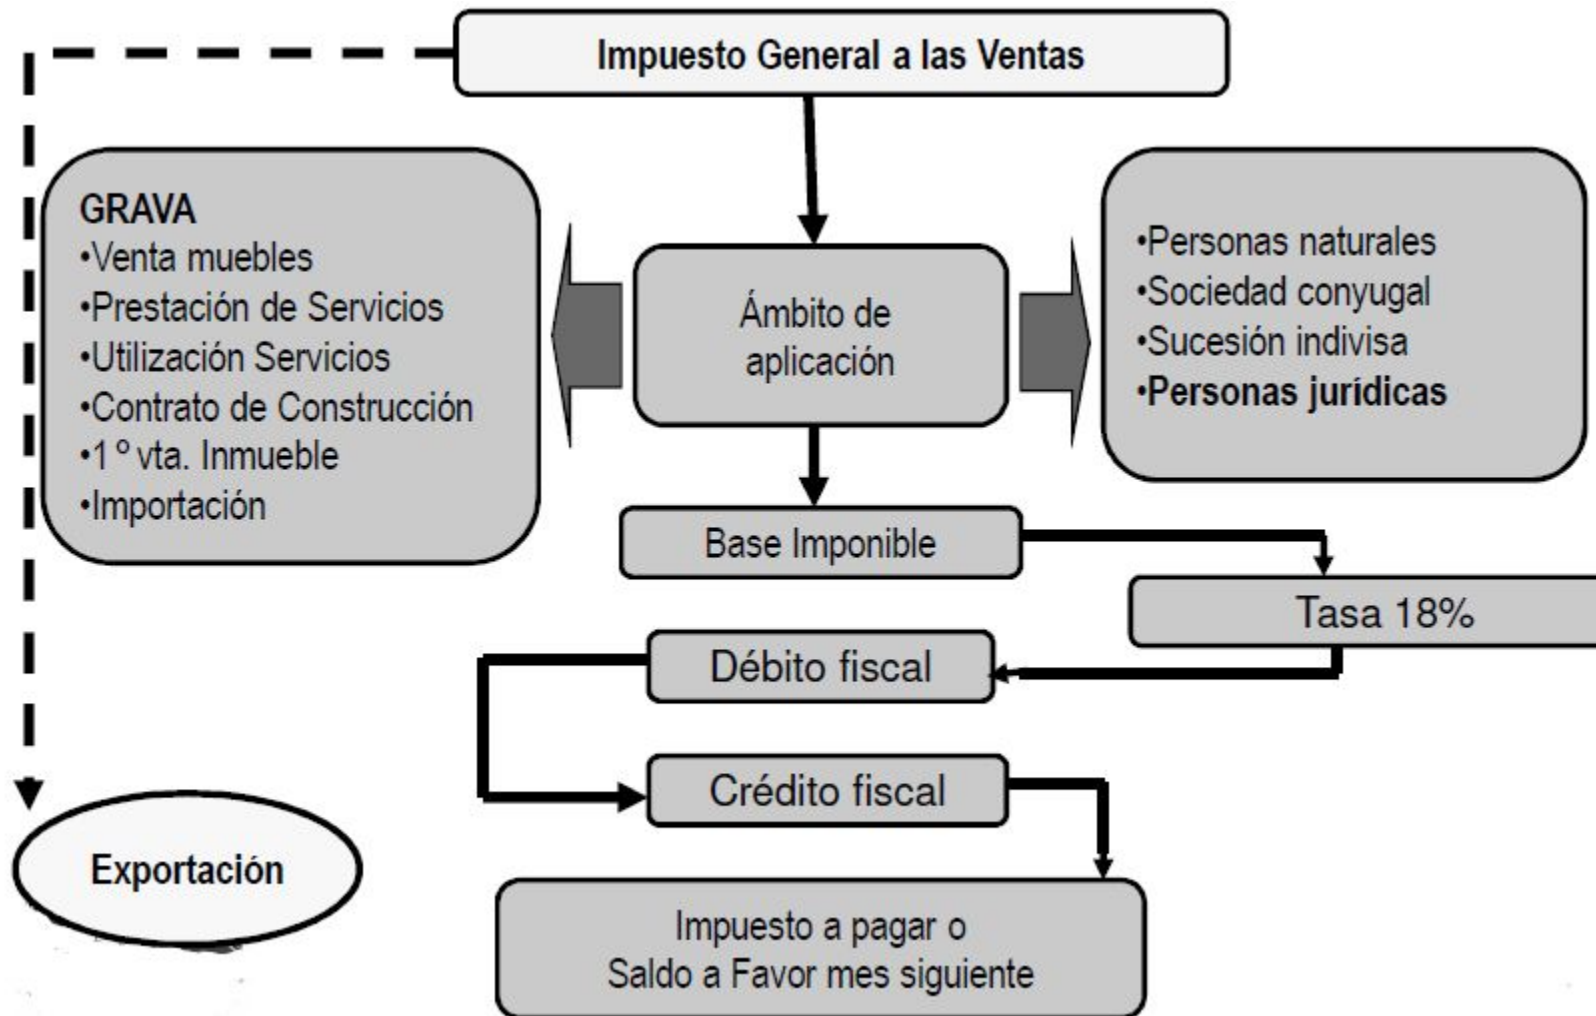 Impuesto General a las Ventas
GRAVA
•Venta muebles
•Prestación de Servicios
•Utilización Servicios
•Contrato de Construcción
•1º vta. Inmueble
•Importación
Ámbito de
aplicación
•Personas naturales
•Sociedad conyugal
•Sucesión indivisa
•Personas jurídicas
Base Imponible
Tasa 18%
Débito fiscal
Crédito fiscal
Exportación
Impuesto a pagar o
Saldo a Favor mes siguiente